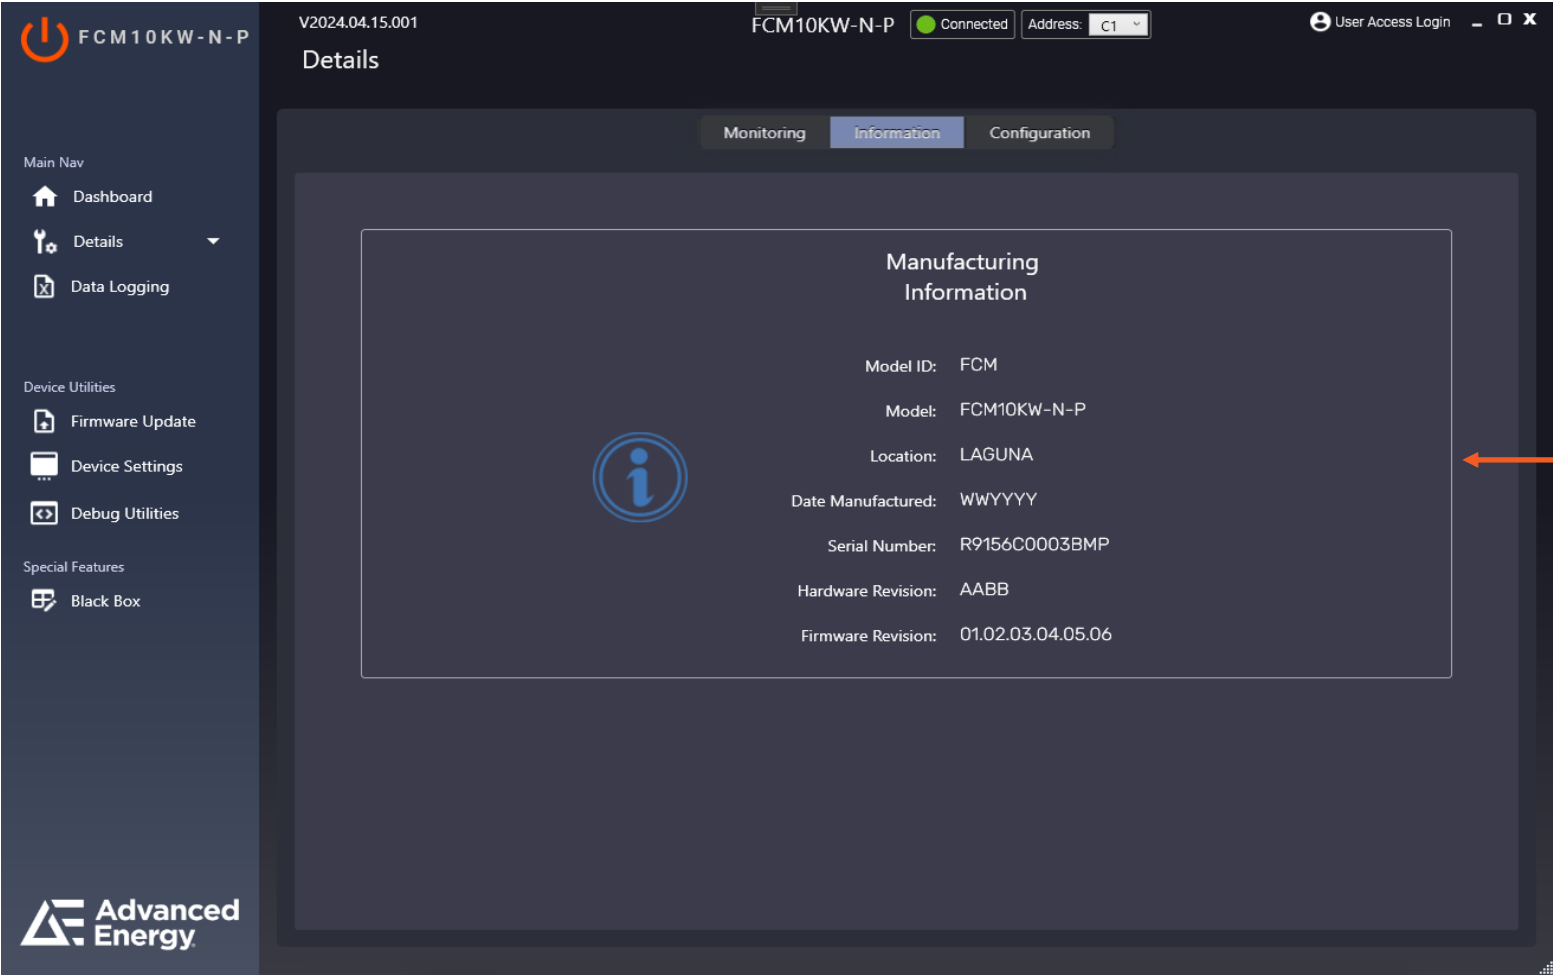 FCM10KW-N-P
V2024.04.15.001
FCM10KW-N-P
Connected
Address: C1
User Access Login
Details
Monitoring
Information
Configuration
Main Nav
Dashboard
Details
Data Logging
Device Utilities
Firmware Update
Device Settings
Debug Utilities
Special Features
Black Box
Manufacturing
Information
Model ID: FCM
Model: FCM10KW-N-P
Location: LAGUNA
Date Manufactured: WWYYYY
Serial Number: R9156C0003BMP
Hardware Revision: AABB
Firmware Revision: 01.02.03.04.05.06
Advanced
Energy